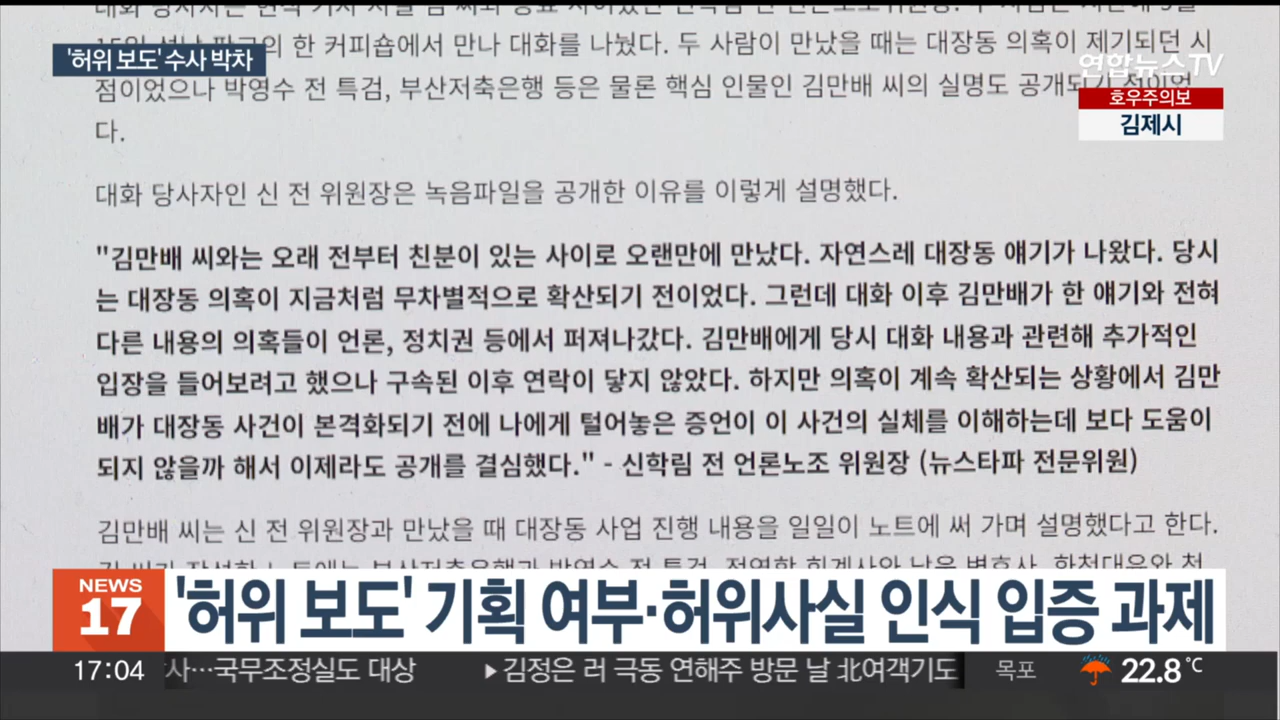 '허위 보도' 수사 박차
연합뉴스TV
호우주의보
김제시
한 커피숍에서 만나 대화를 나눴다. 두 사람이 만났을 때는 대장동 의혹이 제기되던 시
점이었으나 박영수 전 특검, 부산저축은행 등은 물론 핵심 인물인 김만배 씨의 실명도
다.
대화 당사자인 신 전 위원장은 녹음파일을 공개한 이유를 이렇게 설명했다.
"김만배 씨와는 오래 전부터 친분이 있는 사이로 오랜만에 만났다. 자연스레 대장동 얘기가 나왔다. 당시
는 대장동 의혹이 지금처럼 무차별적으로 확산되기 전이었다. 그런데 대화 이후 김만배가 한 얘기와 전혀
다른 내용의 의혹들이 언론, 정치권 등에서 퍼져나갔다. 김만배에게 당시 대화 내용과 관련해 추가적인
입장을 들어보려고 했으나 구속된 이후 연락이 닿지 않았다. 하지만 의혹이 계속 확산되는 상황에서 김만
배가 대장동 사건이 본격화되기 전에 나에게 털어놓은 증언이 이 사건의 실체를 이해하는데 보다 도움이
되지 않을까 해서 이제라도 공개를 결심했다." - 신학림 전 언론노조 위원장 (뉴스타파 전문위원)
김만배 씨는 신 전 위원장과 만났을 때 대장동 사업 진행 내용을 일일이 노트에 써 가며 설명했다고 한다.
NEWS
17
'허위 보도' 기획 여부·허위사실 인식 입증 과제
17:04
사…국무조정실도 대상 ▶김정은 러 극동 연해주 방문 날 北여객기도
목포 22.8℃